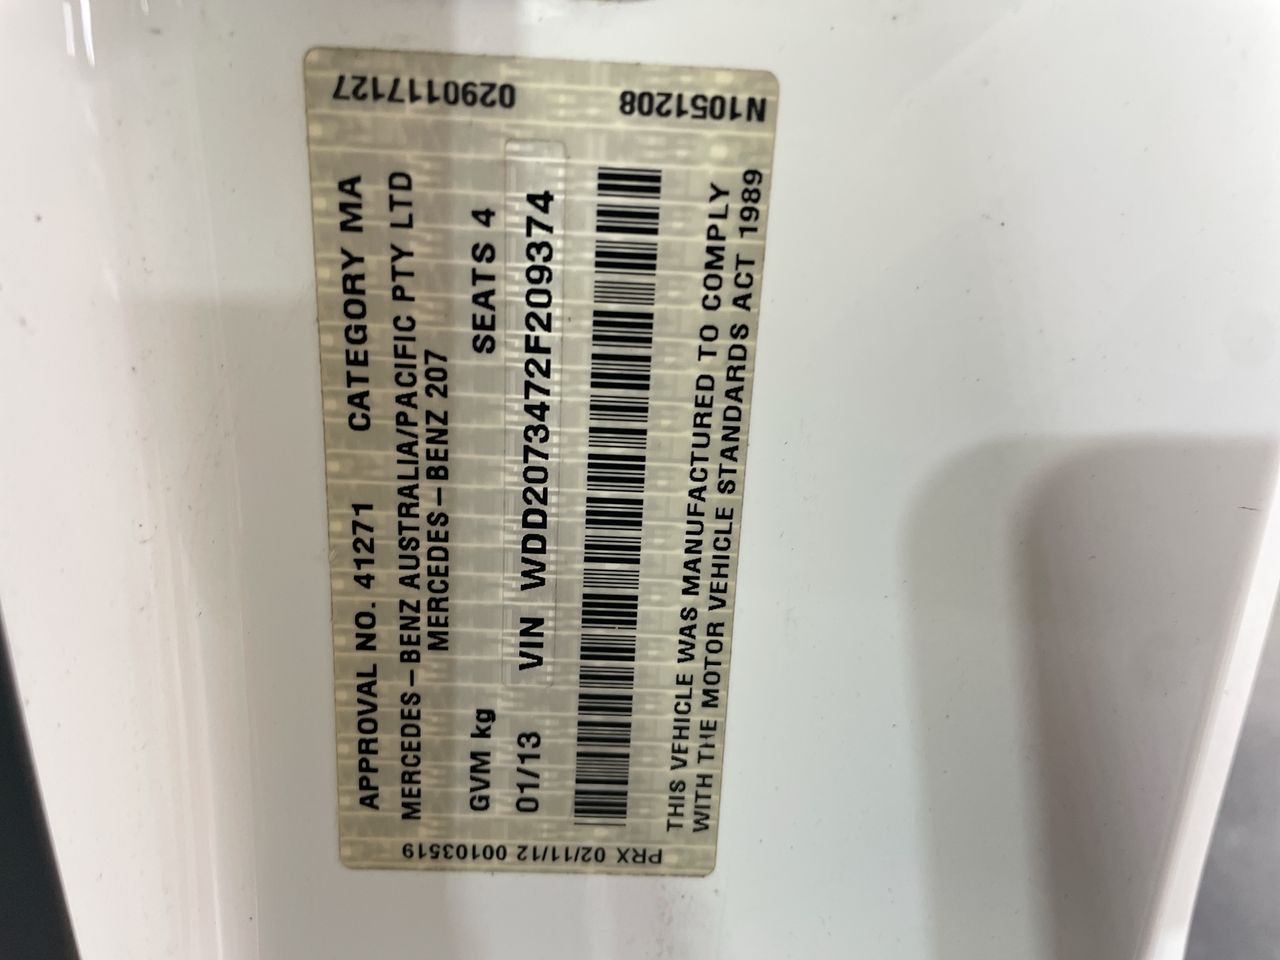 0290117127 N1051208
APPROVAL NO. 41271 CATEGORY MA
MERCEDES-BENZ AUSTRALIA/PACIFIC PTY LTD
MERCEDES-BENZ 207
GVM kg SEATS 4
01/13 VIN WDD2073472F209374
THIS VEHICLE WAS MANUFACTURED TO COMPLY
WITH THE MOTOR VEHICLE STANDARDS ACT 1989
PRX 02/11/12 00103519